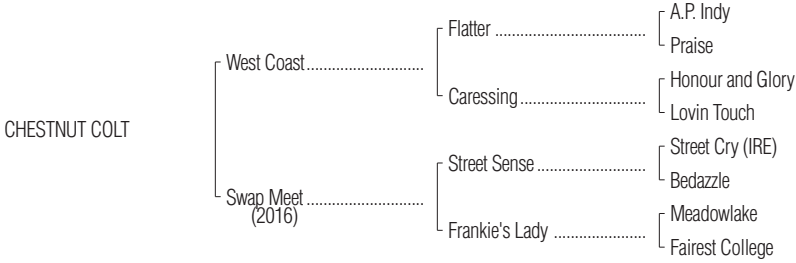 A.P. Indy
Flatter ......................................
Praise
West Coast...........................
Honour and Glory
Caressing................................
Lovin Touch
CHESTNUT COLT
Street Cry (IRE)
Street Sense ............................
Bedazzle
Swap Meet ...........................
(2016)
Meadowlake
Frankie's Lady .......................
Fairest College